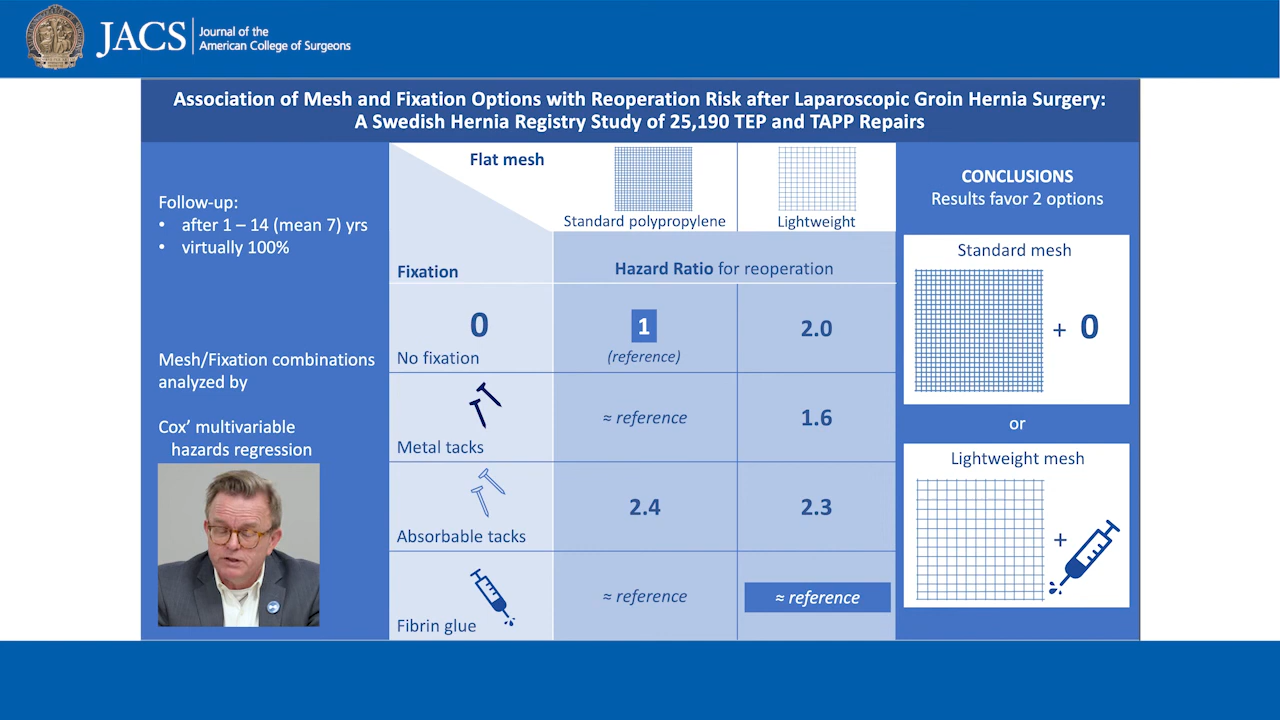 JACS
Journal of the
American College of Surgeons
Association of Mesh and Fixation Options with Reoperation Risk after Laparoscopic Groin Hernia Surgery:
A Swedish Hernia Registry Study of 25,190 TEP and TAPP Repairs
Follow-up:
• after 1 – 14 (mean 7) yrs
• virtually 100%
Mesh/Fixation combinations
analyzed by
Cox’ multivariable
hazards regression
Flat mesh
Standard polypropylene
Lightweight
Fixation
Hazard Ratio for reoperation
0
No fixation
1
(reference)
2.0
Metal tacks
≈ reference
1.6
Absorbable tacks
2.4
2.3
Fibrin glue
≈ reference
≈ reference
CONCLUSIONS
Results favor 2 options
Standard mesh
+ 0
or
Lightweight mesh
+